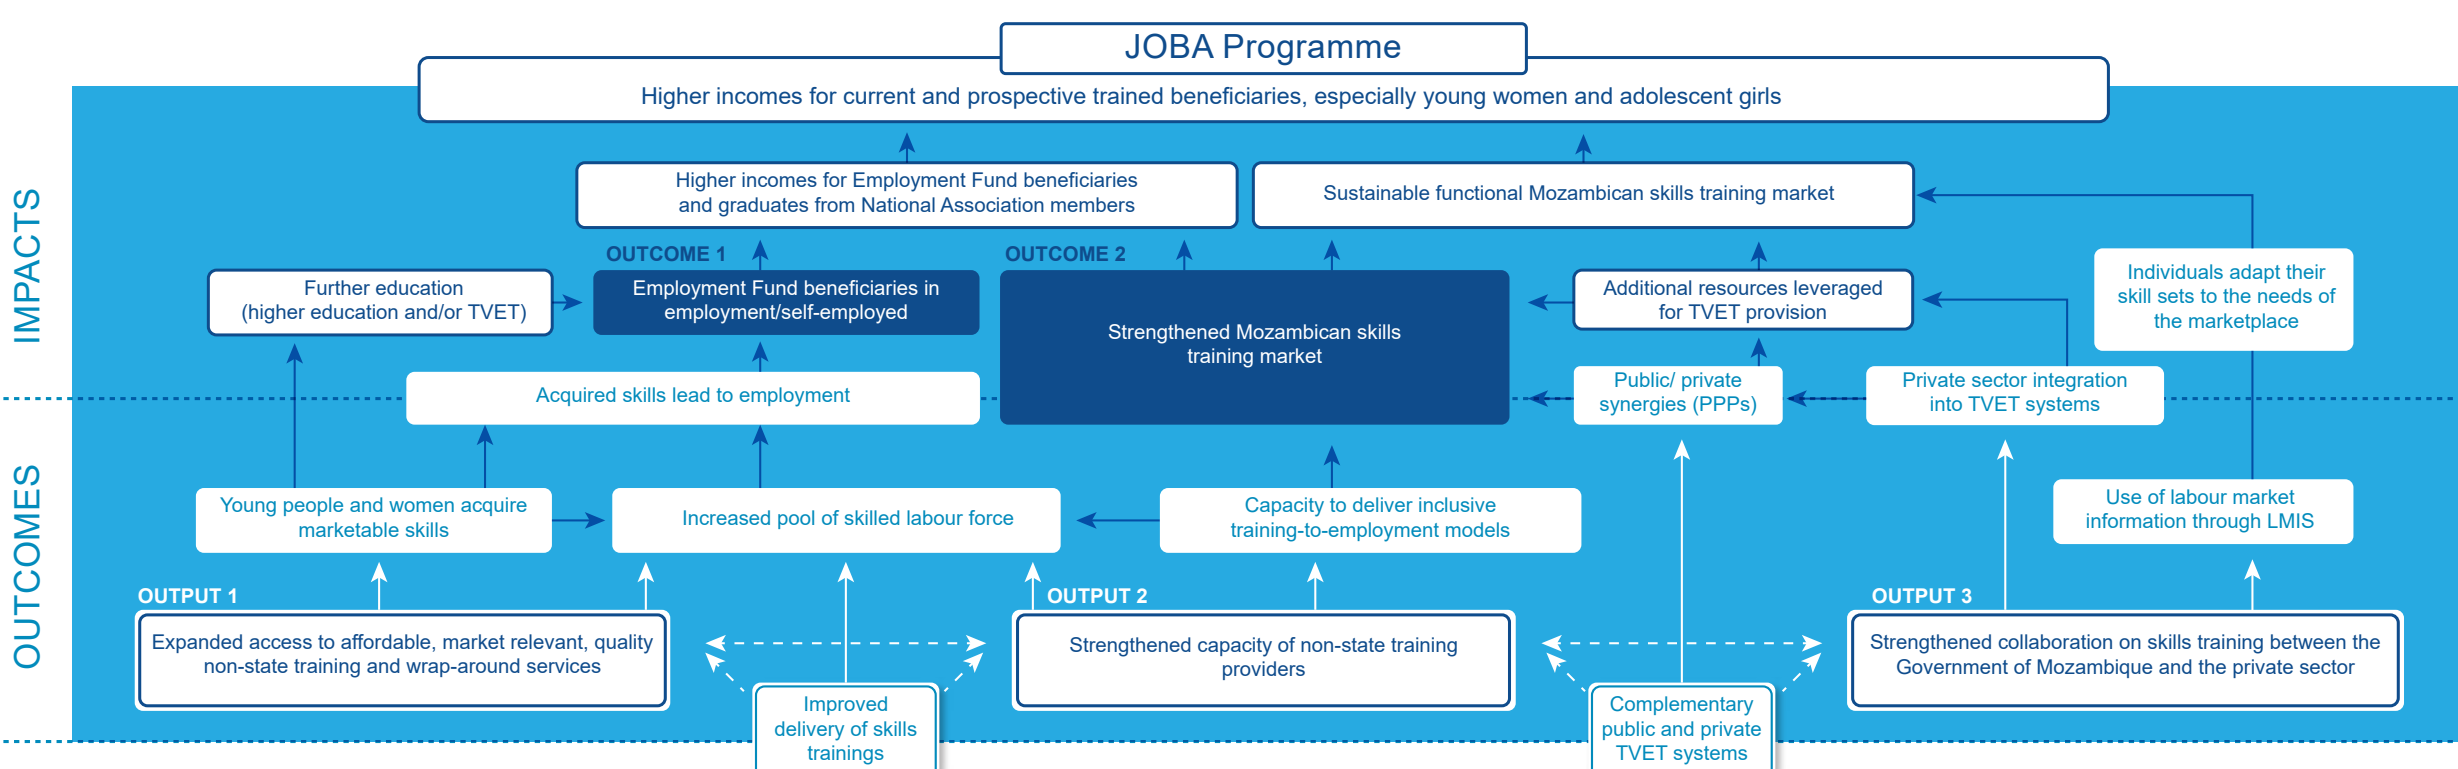 JOBA Programme
Higher incomes for current and prospective trained beneficiaries, especially young women and adolescent girls
IMPACTS
Higher incomes for Employment Fund beneficiaries
and graduates from National Association members
Sustainable functional Mozambican skills training market
OUTCOME 1
OUTCOME 2
Further education
(higher education and/or TVET)
Employment Fund beneficiaries in
employment/self-employed
Strengthened Mozambican skills
training market
Additional resources leveraged
for TVET provision
Individuals adapt their
skill sets to the needs of
the marketplace
Acquired skills lead to employment
Public/ private
synergies (PPPs)
Private sector integration
into TVET systems
OUTCOMES
Young people and women acquire
marketable skills
Increased pool of skilled labour force
Capacity to deliver inclusive
training-to-employment models
Use of labour market
information through LMIS
OUTPUT 1
Expanded access to affordable, market relevant, quality
non-state training and wrap-around services
OUTPUT 2
Strengthened capacity of non-state training
providers
OUTPUT 3
Strengthened collaboration on skills training between the
Government of Mozambique and the private sector
Improved
delivery of skills
trainings
Complementary
public and private
TVET systems